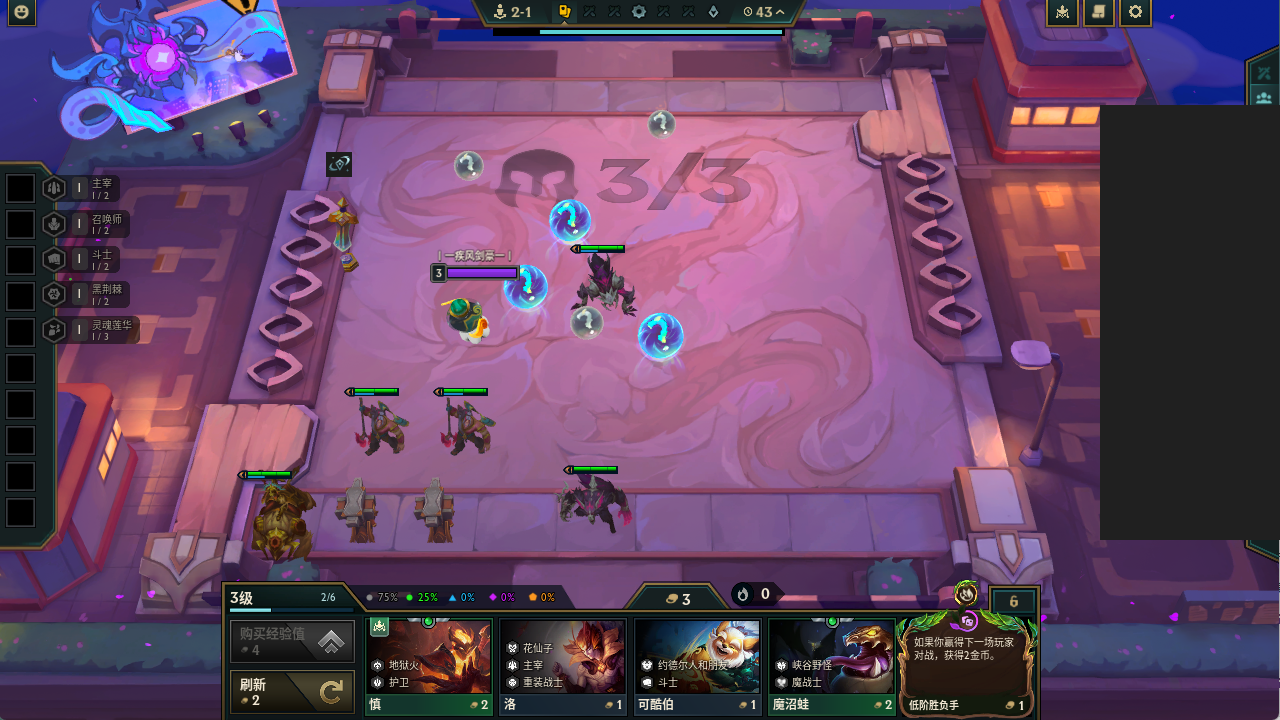 2-1
43
3/3
Ⅰ 主宰
1 / 2
Ⅰ 召唤师
1 / 2
Ⅰ 斗士
1 / 2
Ⅰ 黑荆棘
1 / 2
Ⅰ 灵魂莲华
1 / 3
丨一疾风剑豪一丨
3
3级 2/6
75% 25% 0% 0% 0%
3
0
6
购买经验值
4
刷新
2
地狱火
护卫
慎 2
花仙子
主宰
重装战士
洛 1
约德尔人和朋友
斗士
可酷伯 1
峡谷野怪
魔战士
魔沼蛙 2
如果你赢得下一场玩家
对战，获得2金币。
低阶胜负手 1